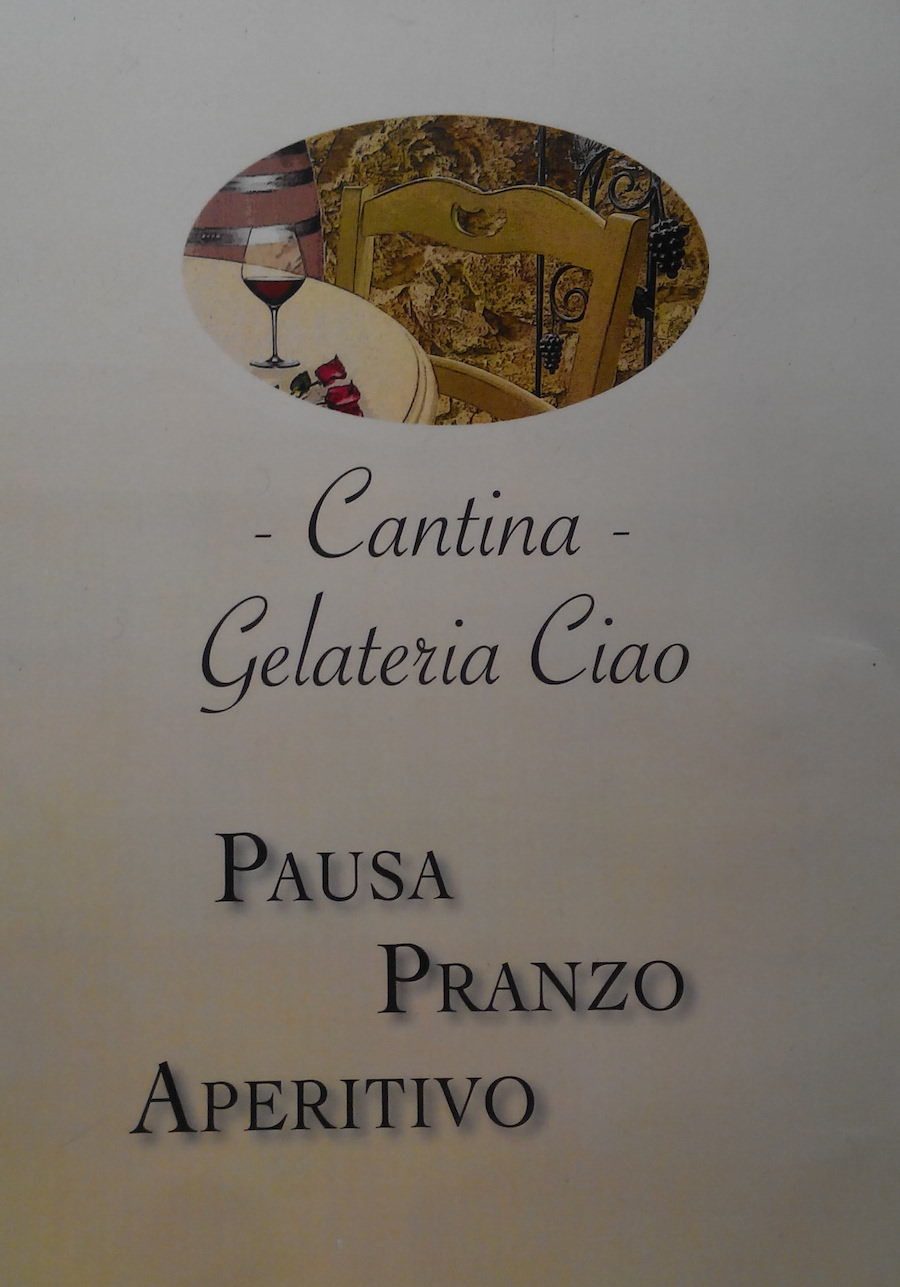 - Cantina -
Gelateria Ciao
PAUSA
PRANZO
APERITIVO